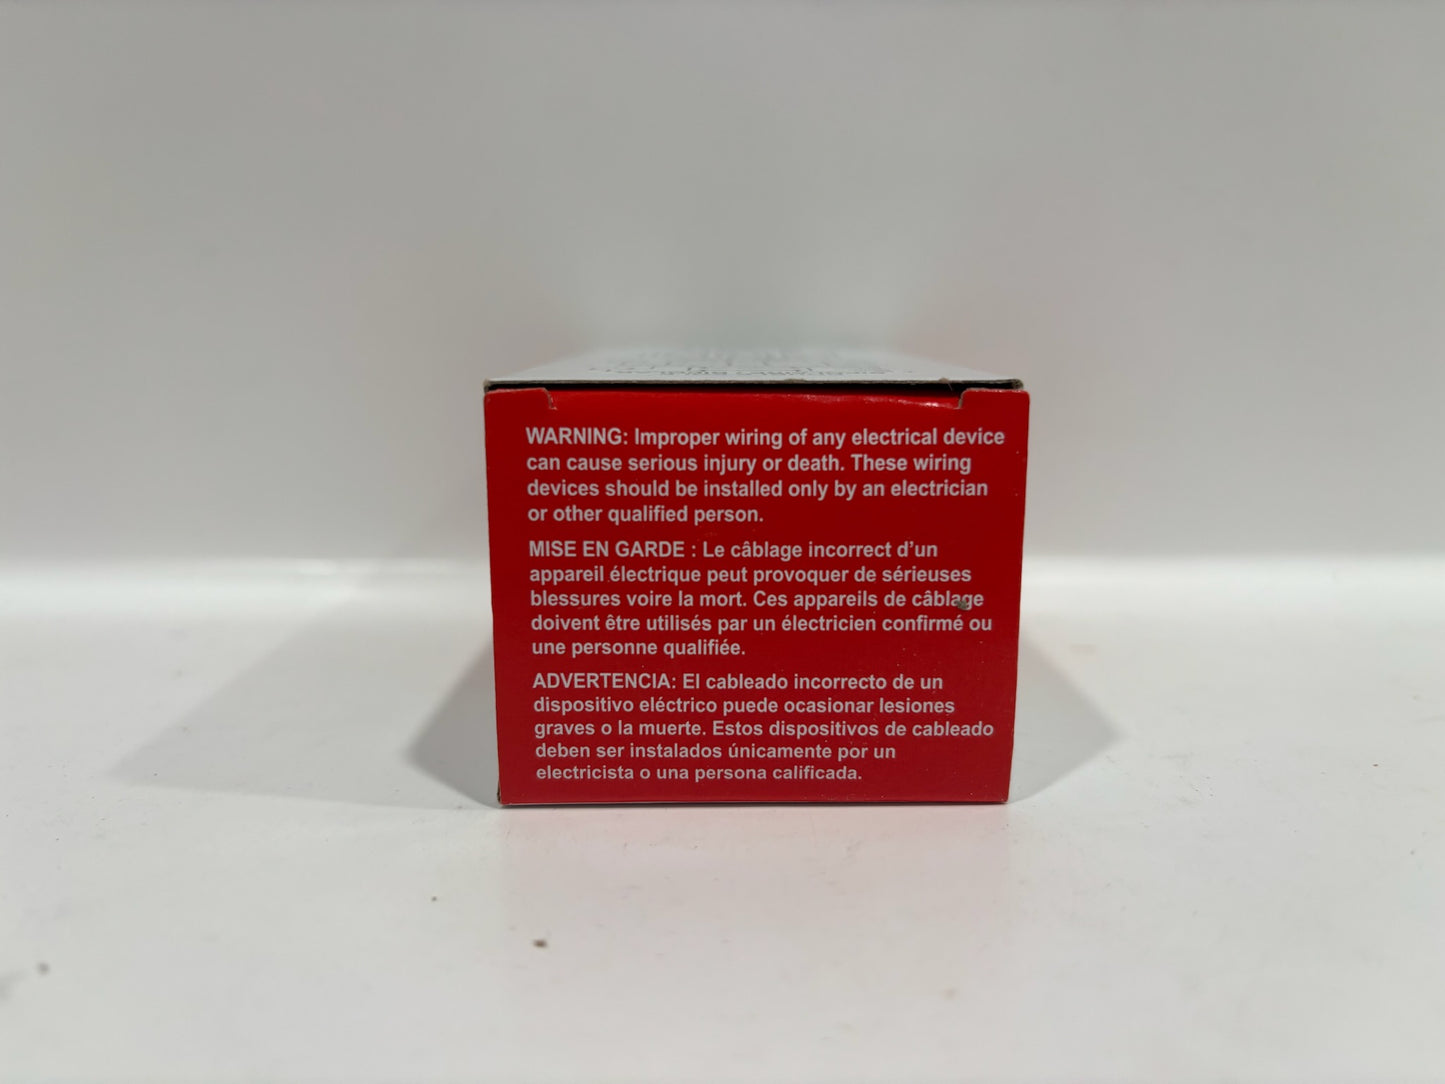 WARNING: Improper wiring of any electrical device
can cause serious injury or death. These wiring
devices should be installed only by an electrician
or other qualified person.
MISE EN GARDE : Le câblage incorrect d’un
appareil électrique peut provoquer de sérieuses
blessures voire la mort. Ces appareils de câblage
doivent être utilisés par un électricien confirmé ou
une personne qualifiée.
ADVERTENCIA: El cableado incorrecto de un
dispositivo eléctrico puede ocasionar lesiones
graves o la muerte. Estos dispositivos de cableado
deben ser instalados únicamente por un
electricista o una persona calificada.